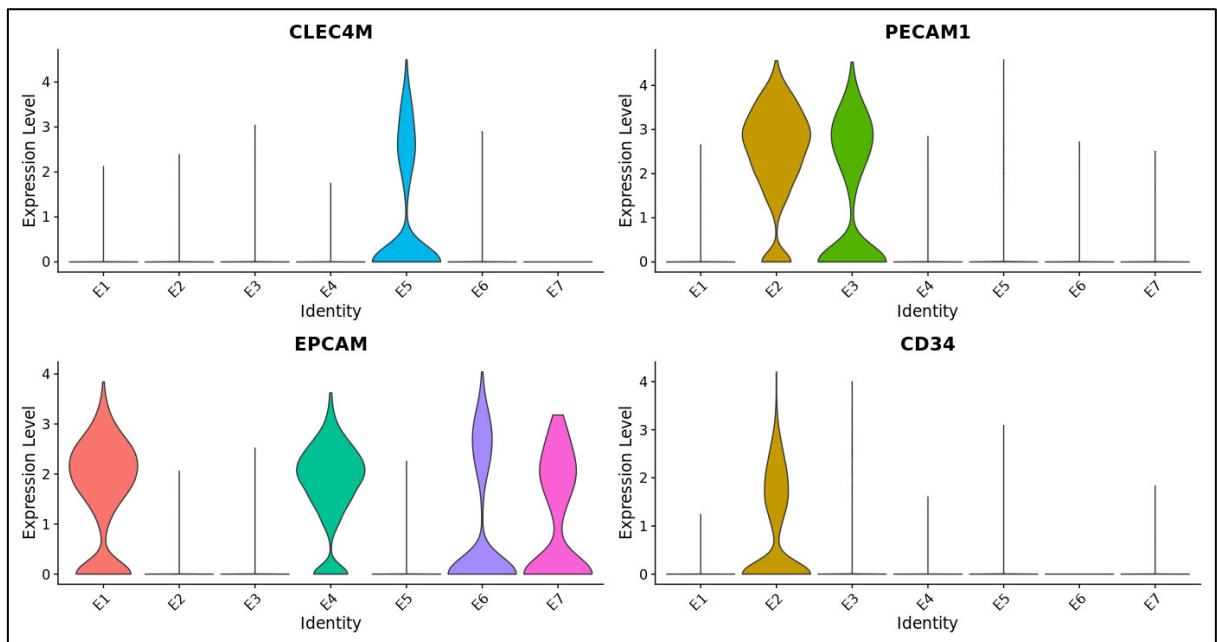 CLEC4M
Expression Level
4
3
2
1
0
E1 E2 E3 E4 E5 E6 E7
Identity
PECAM1
Expression Level
4
3
2
1
0
E1 E2 E3 E4 E5 E6 E7
Identity
EPCAM
Expression Level
4
3
2
1
0
E1 E2 E3 E4 E5 E6 E7
Identity
CD34
Expression Level
4
3
2
1
0
E1 E2 E3 E4 E5 E6 E7
Identity